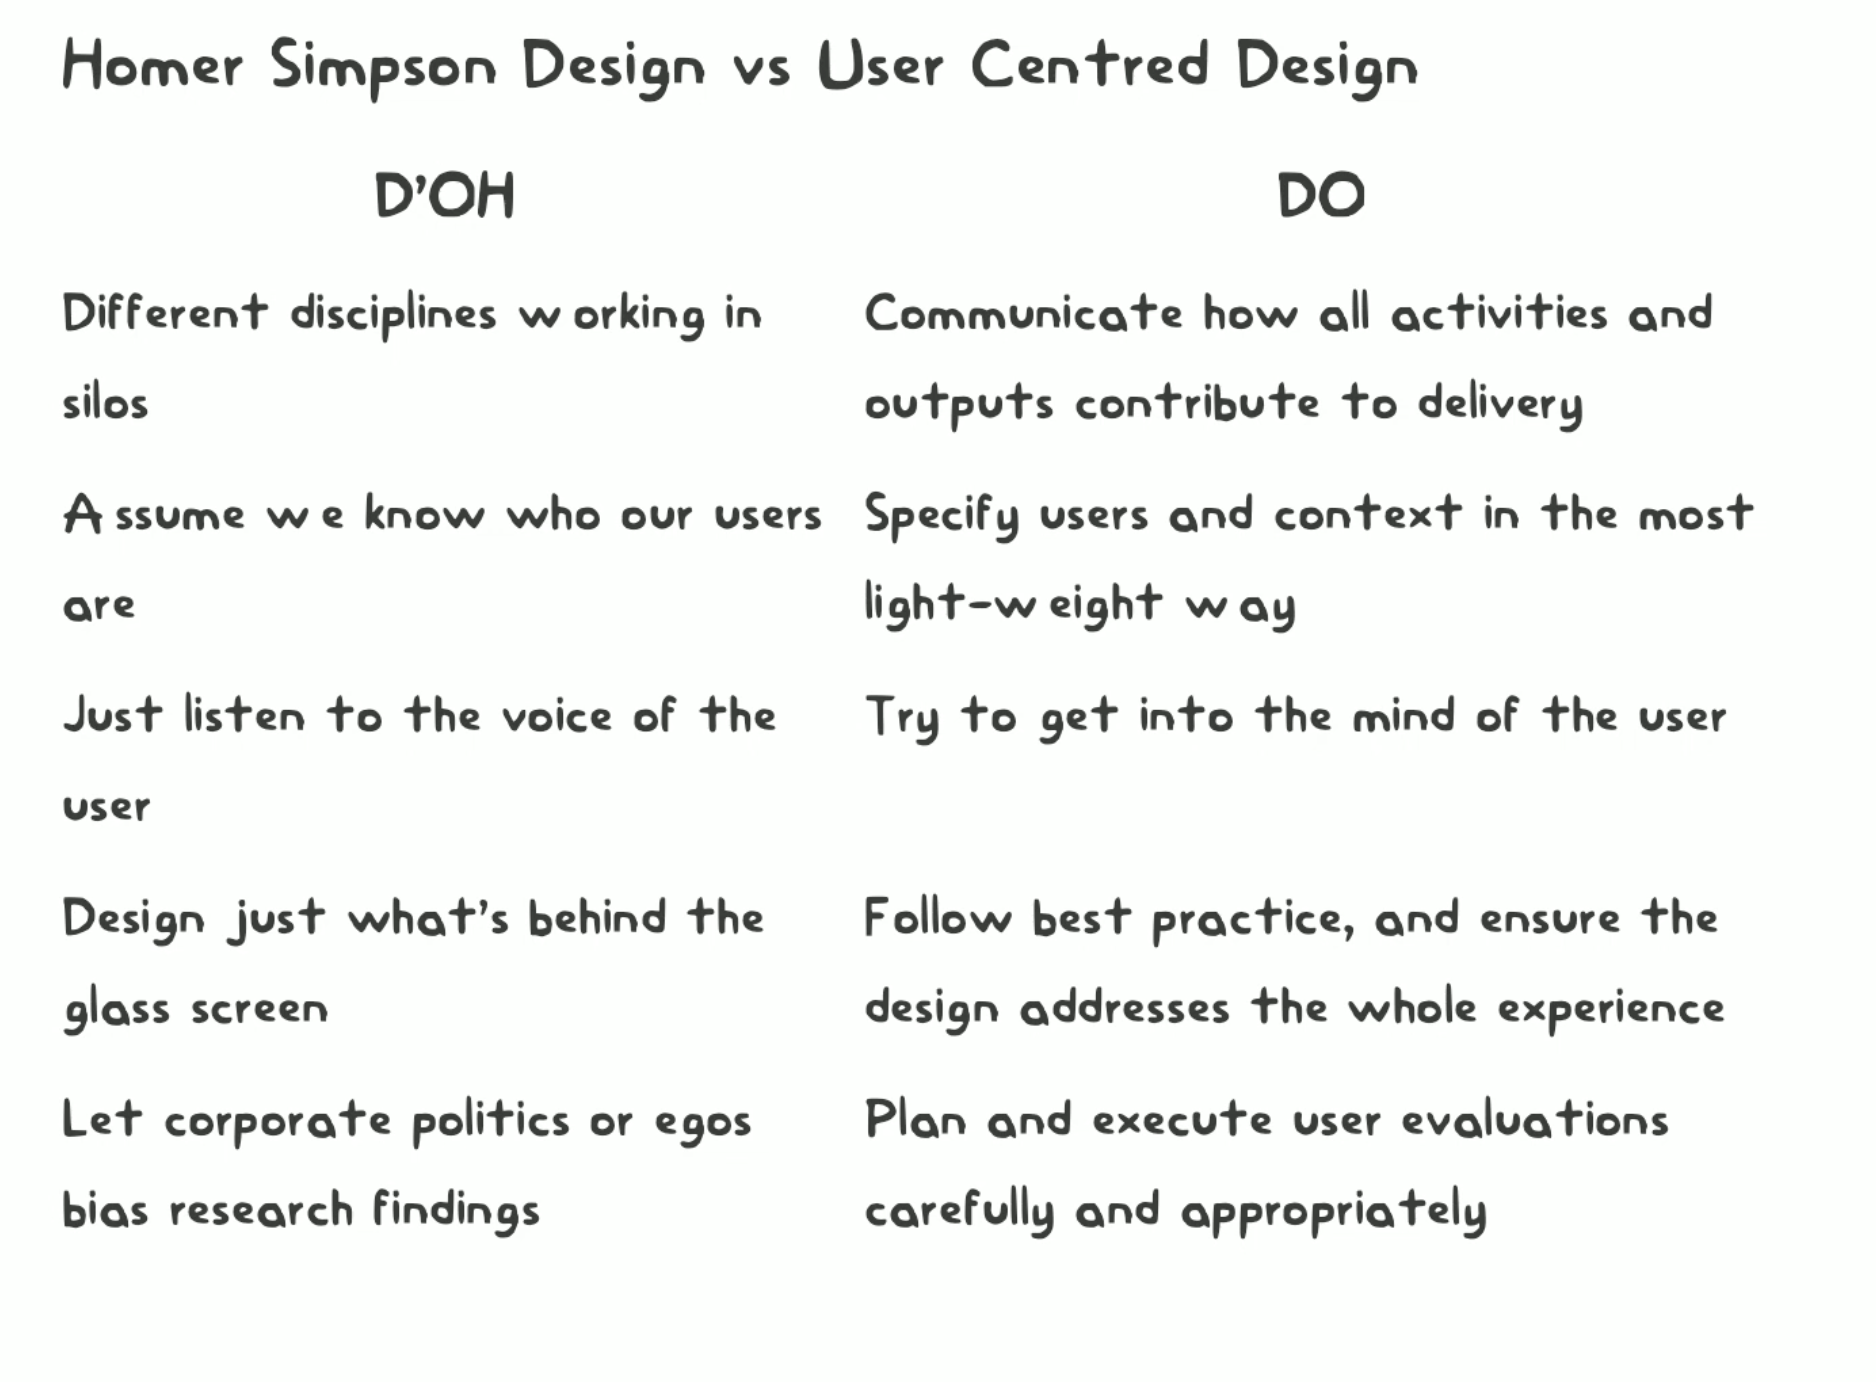 Homer Simpson Design vs User Centred Design
D'OH
DO
Different disciplines working in
silos
Communicate how all activities and
outputs contribute to delivery
Assume we know who our users
are
Specify users and context in the most
light-weight way
Just listen to the voice of the
user
Try to get into the mind of the user
Design just what's behind the
glass screen
Follow best practice, and ensure the
design addresses the whole experience
Let corporate politics or egos
bias research findings
Plan and execute user evaluations
carefully and appropriately